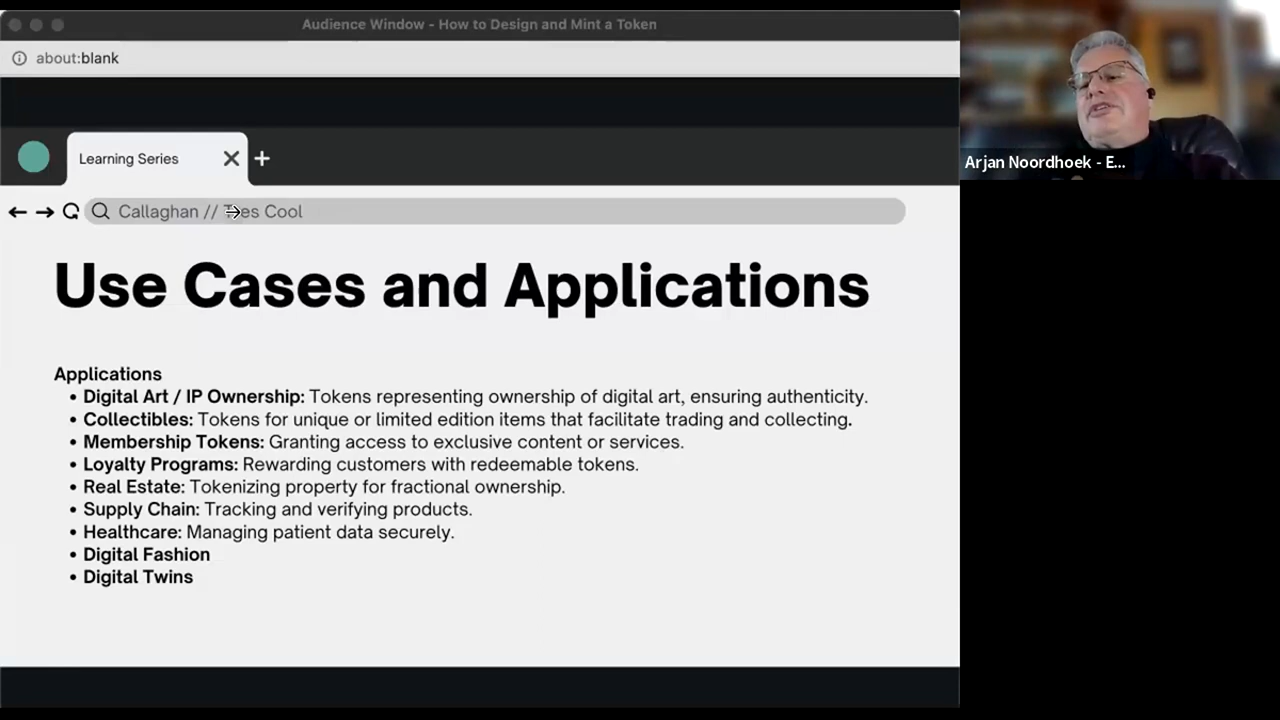 Audience Window - How to Design and Mint a Token
about:blank
Learning Series
Callaghan // Tres Cool
Use Cases and Applications
Applications
• Digital Art / IP Ownership: Tokens representing ownership of digital art, ensuring authenticity.
• Collectibles: Tokens for unique or limited edition items that facilitate trading and collecting.
• Membership Tokens: Granting access to exclusive content or services.
• Loyalty Programs: Rewarding customers with redeemable tokens.
• Real Estate: Tokenizing property for fractional ownership.
• Supply Chain: Tracking and verifying products.
• Healthcare: Managing patient data securely.
• Digital Fashion
• Digital Twins
Arjan Noordhoek - E...